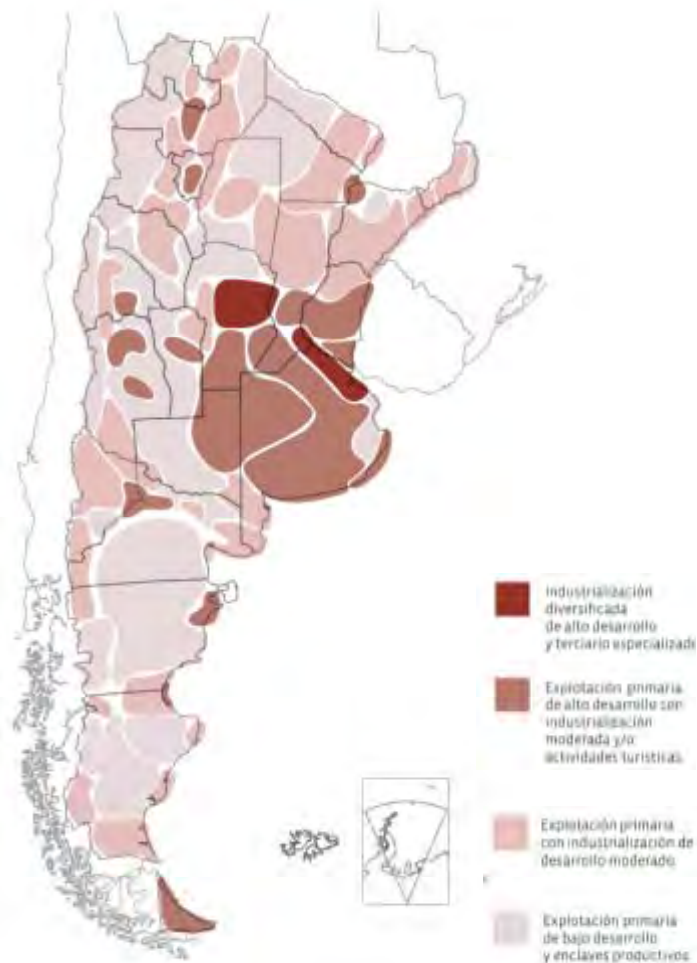 Industrialización
diversificada
de alto desarrollo
y terciario especializad
Explotación primaria
de alto desarrollo con
industrialización
moderada y/o
actividades turísticas.
Explotación primaria
con industrialización de
desarrollo moderado
Explotación primaria
de bajo desarrollo
y enclaves productivos